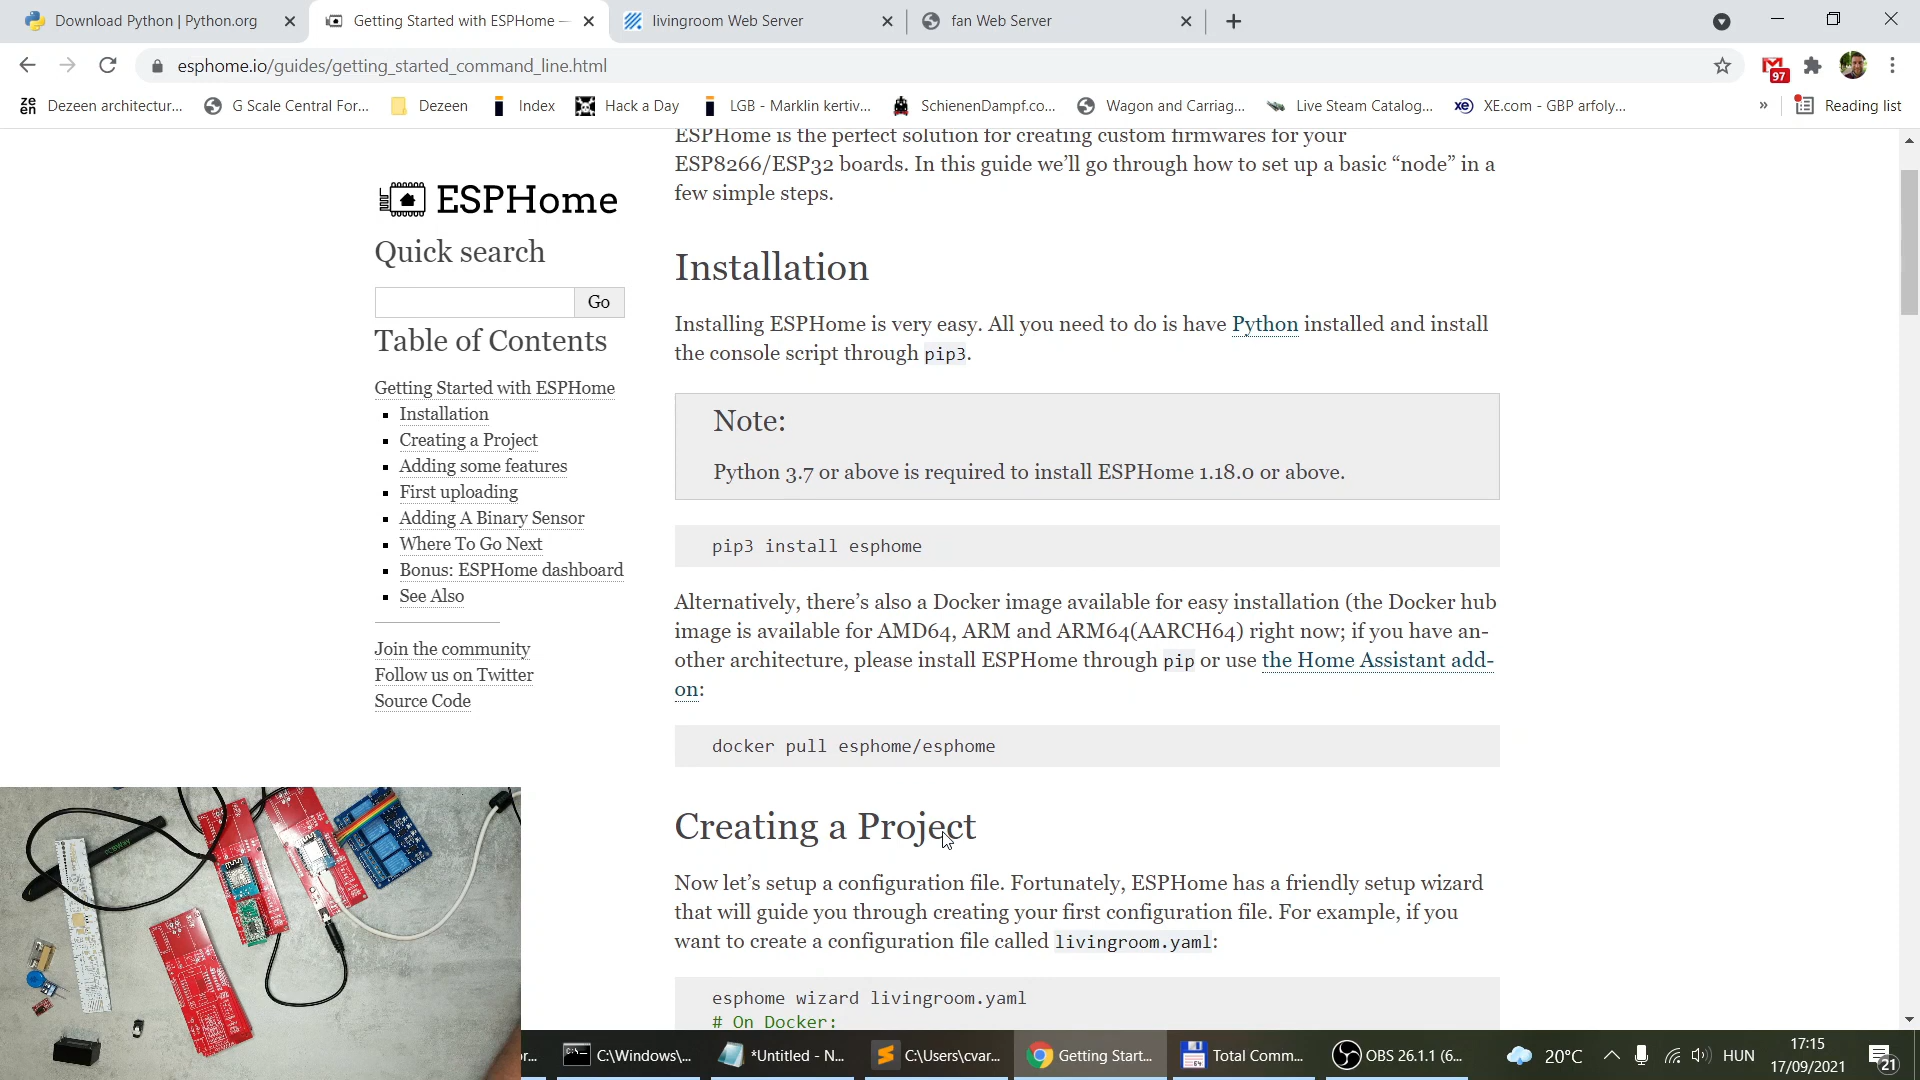 Download Python | Python.org
Getting Started with ESPHome —
livingroom Web Server
fan Web Server
esphome.io/guides/getting_started_command_line.html
97
Dezeen architectur...
G Scale Central For...
Dezeen
Index
Hack a Day
LGB - Marklin kertiv...
SchienenDampf.co...
Wagon and Carriag...
Live Steam Catalog...
XE.com - GBP arfoly...
»
Reading list
ESPHome is the perfect solution for creating custom firmwares for your
ESP8266/ESP32 boards. In this guide we’ll go through how to set up a basic “node” in a
few simple steps.
ESPHome
Quick search
Go
Table of Contents
Getting Started with ESPHome
Installation
Creating a Project
Adding some features
First uploading
Adding A Binary Sensor
Where To Go Next
Bonus: ESPHome dashboard
See Also
Join the community
Follow us on Twitter
Source Code
Installation
Installing ESPHome is very easy. All you need to do is have Python installed and install
the console script through pip3.
Note:
Python 3.7 or above is required to install ESPHome 1.18.0 or above.
pip3 install esphome
Alternatively, there’s also a Docker image available for easy installation (the Docker hub
image is available for AMD64, ARM and ARM64(AARCH64) right now; if you have an-
other architecture, please install ESPHome through pip or use the Home Assistant add-
on:
docker pull esphome/esphome
Creating a Project
Now let’s setup a configuration file. Fortunately, ESPHome has a friendly setup wizard
that will guide you through creating your first configuration file. For example, if you
want to create a configuration file called livingroom.yaml:
esphome wizard livingroom.yaml
# On Docker:
r...
C:\Windows\...
*Untitled - N...
C:\Users\cvar...
Getting Start...
Total Comm...
OBS 26.1.1 (6...
20°C
HUN
17:15
17/09/2021
21